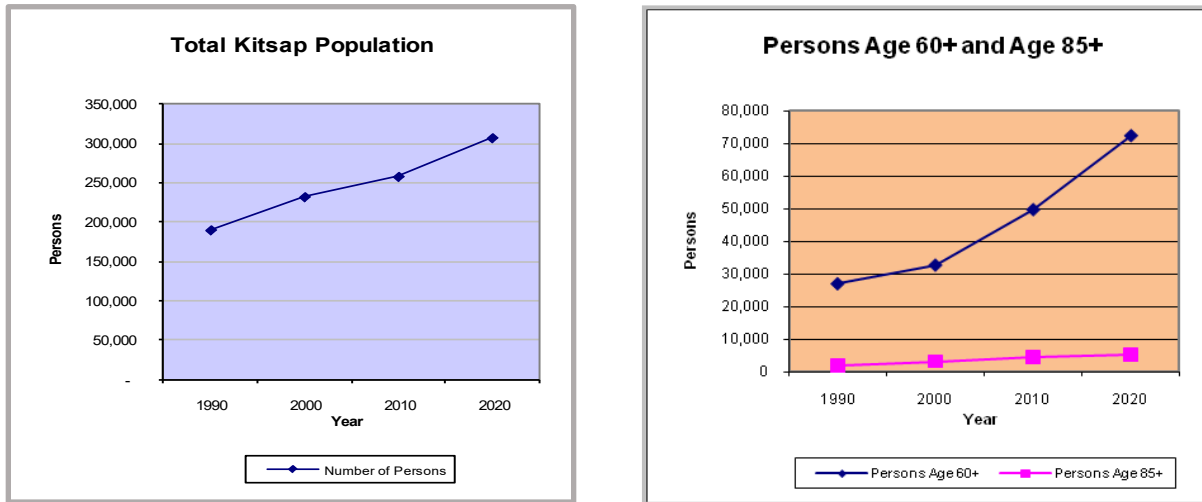 Total Kitsap Population
350,000
300,000
250,000
200,000
150,000
100,000
50,000
-
Persons
1990 2000 2010 2020
Year
Number of Persons
Persons Age 60+ and Age 85+
80,000
70,000
60,000
50,000
40,000
30,000
20,000
10,000
0
Persons
1990 2000 2010 2020
Year
Persons Age 60+ Persons Age 85+